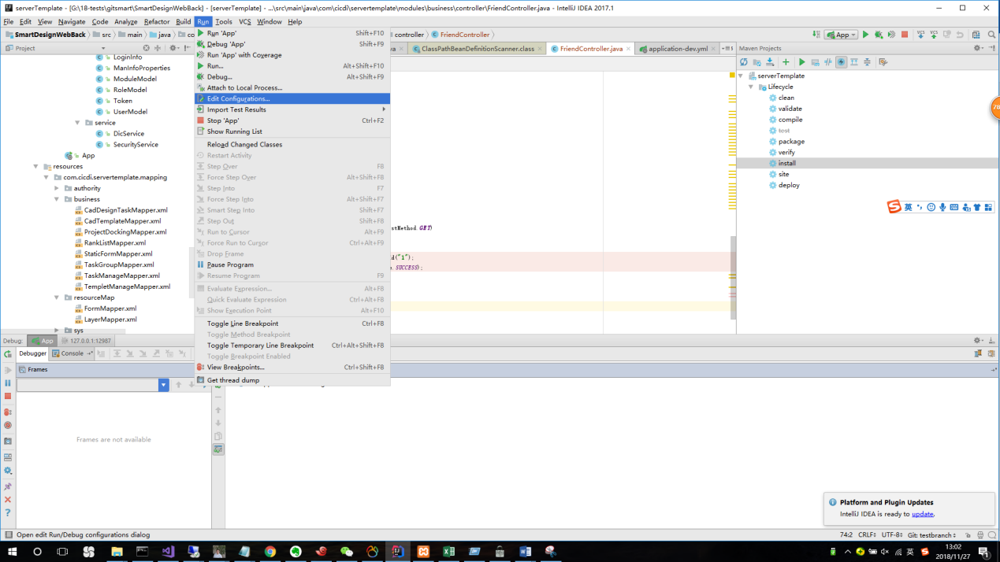 serverTemplate - [G:\18-tests\gitsmart\SmartDesignWebBack] - [serverTemplate] - ...\src\main\java\com\cicdi\servertemplate\modules\business\controller\FriendController.java - IntelliJ IDEA 2017.1
File Edit View Navigate Code Analyze Refactor Build Run Tools VCS Window Help
SmartDesignWebBack src main java co controller FriendController App
Project ClassPathBeanDefinitionScanner.class FriendController.java application-dev.yml Maven Projects
LoginInfo
ManInfoProperties
ModuleModel
RoleModel
Token
UserModel
service
DicService
SecurityService
App
resources
com.cicdi.servertemplate.mapping
authority
business
CadDesignTaskMapper.xml
CadTemplateMapper.xml
ProjectDockingMapper.xml
RankListMapper.xml
StaticFormMapper.xml
TaskGroupMapper.xml
TaskManageMapper.xml
TempletManageMapper.xml
resourceMap
FormMapper.xml
LayerMapper.xml
sys
Run 'App' Shift+F10
Debug 'App' Shift+F9
Run 'App' with Coverage
Run... Alt+Shift+F10
Debug... Alt+Shift+F9
Attach to Local Process...
Edit Configurations...
Import Test Results
Stop 'App' Ctrl+F2
Show Running List
Reload Changed Classes
Restart Activity
Step Over F8
Force Step Over Alt+Shift+F8
Step Into F7
Force Step Into Alt+Shift+F7
Smart Step Into Shift+F7
Step Out Shift+F8
Run to Cursor Alt+F9
Force Run to Cursor Ctrl+Alt+F9
Drop Frame
Pause Program
Resume Program F9
Evaluate Expression... Alt+F8
Quick Evaluate Expression Ctrl+Alt+F8
Show Execution Point Alt+F10
Toggle Line Breakpoint Ctrl+F8
Toggle Method Breakpoint
Toggle Temporary Line Breakpoint Ctrl+Alt+Shift+F8
Toggle Breakpoint Enabled
View Breakpoints... Ctrl+Shift+F8
Get thread dump
stMethod.GET)
d("1");
.SUCCESS);
serverTemplate
Lifecycle
clean
validate
compile
test
package
verify
install
site
deploy
78
英
Debug: App 127.0.0.1:12987
Debugger Console
Frames
Frames are not available
Platform and Plugin Updates
IntelliJ IDEA is ready to update.
Open edit Run/Debug configurations dialog 74:2 CRLF÷ UTF-8÷ Git: testbranch÷
英 13:02
2018/11/27
1